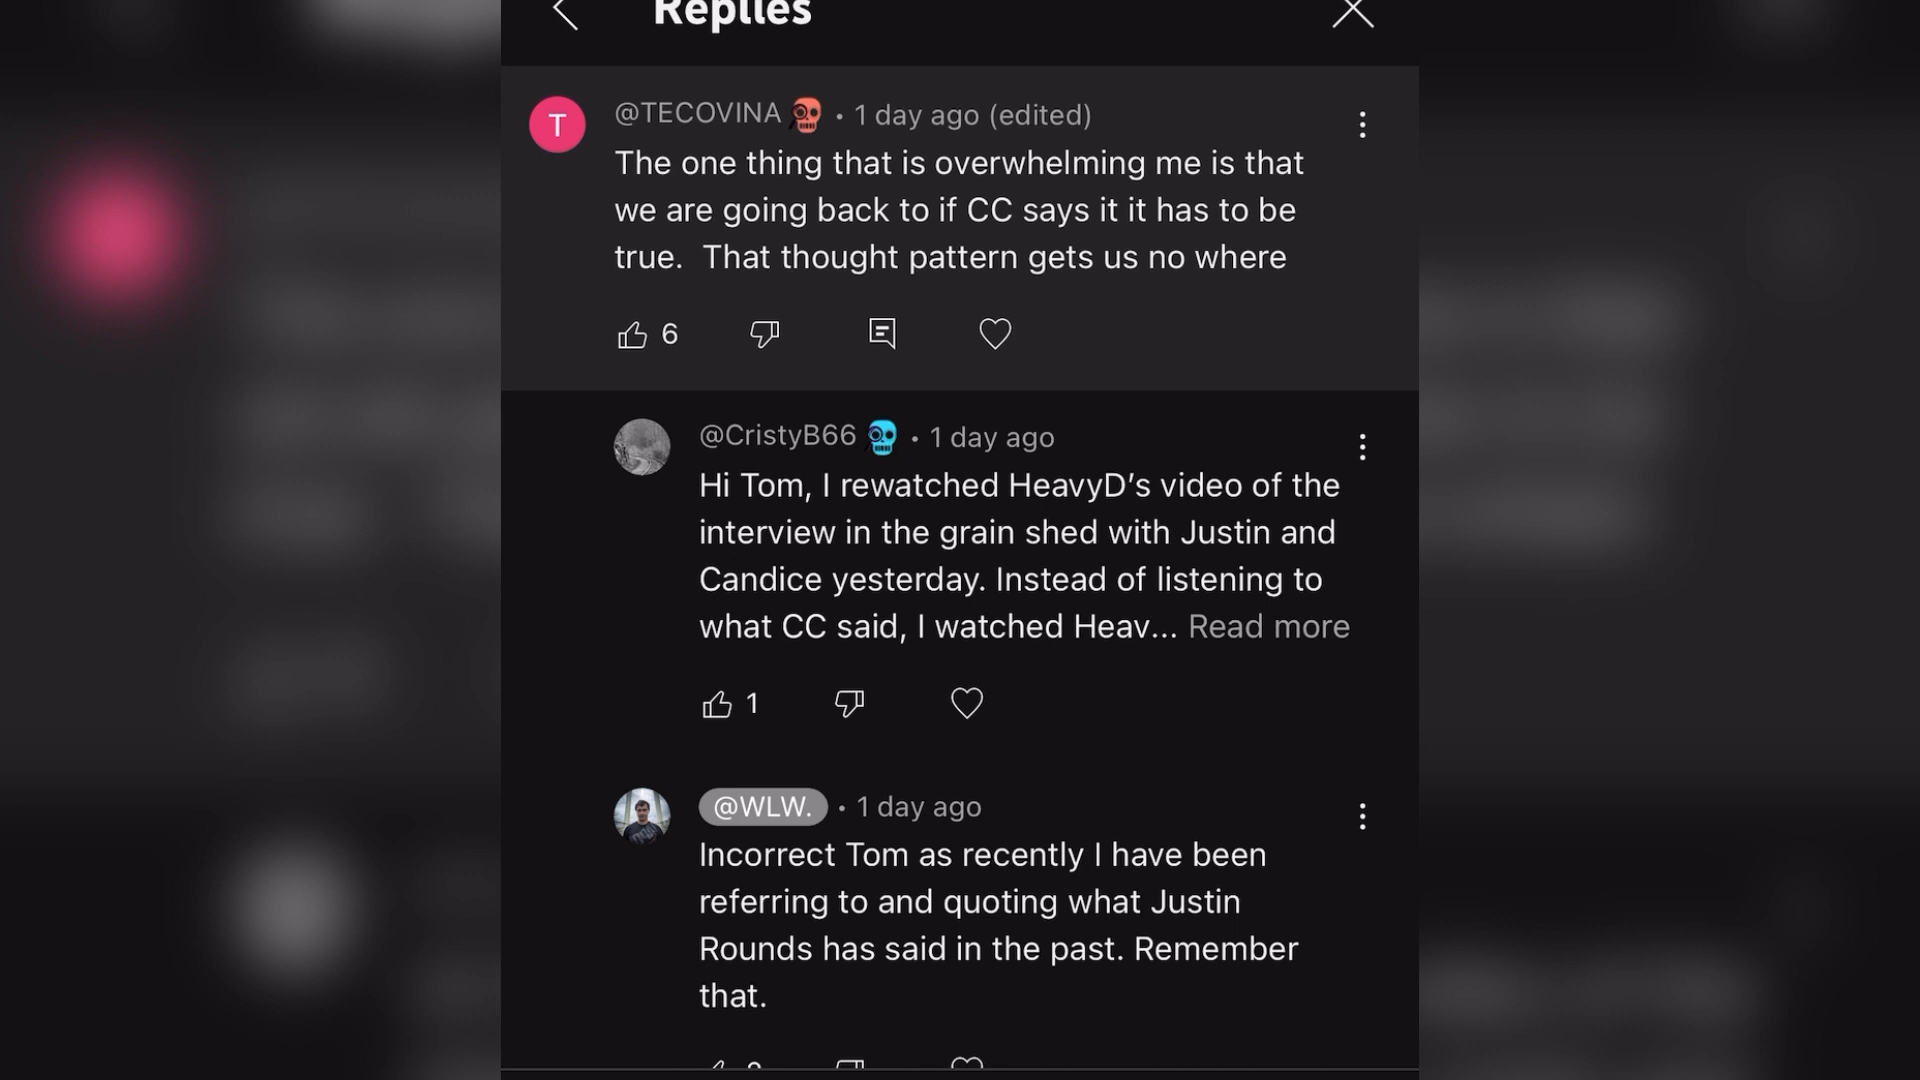 Replies
T
@TECOVINA • 1 day ago (edited)
The one thing that is overwhelming me is that
we are going back to if CC says it it has to be
true.  That thought pattern gets us no where
6
@CristyB66 • 1 day ago
Hi Tom, I rewatched HeavyD’s video of the
interview in the grain shed with Justin and
Candice yesterday. Instead of listening to
what CC said, I watched Heav... Read more
1
@WLW. • 1 day ago
Incorrect Tom as recently I have been
referring to and quoting what Justin
Rounds has said in the past. Remember
that.